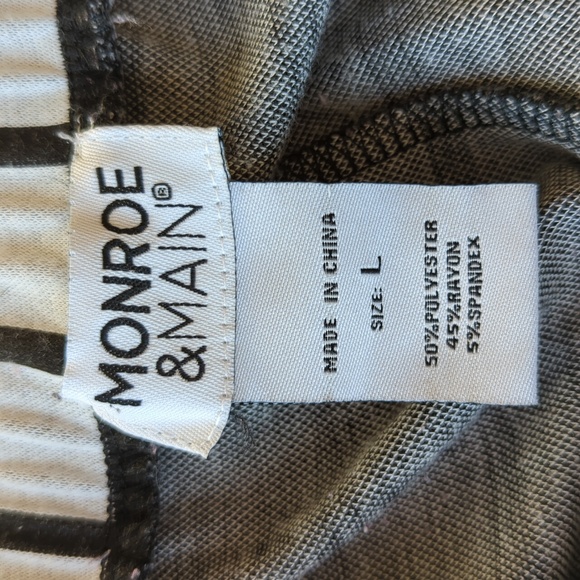 MONROE
&MAIN®
MADE IN CHINA
SIZE: L
50%POLYESTER
45%RAYON
5%SPANDEX